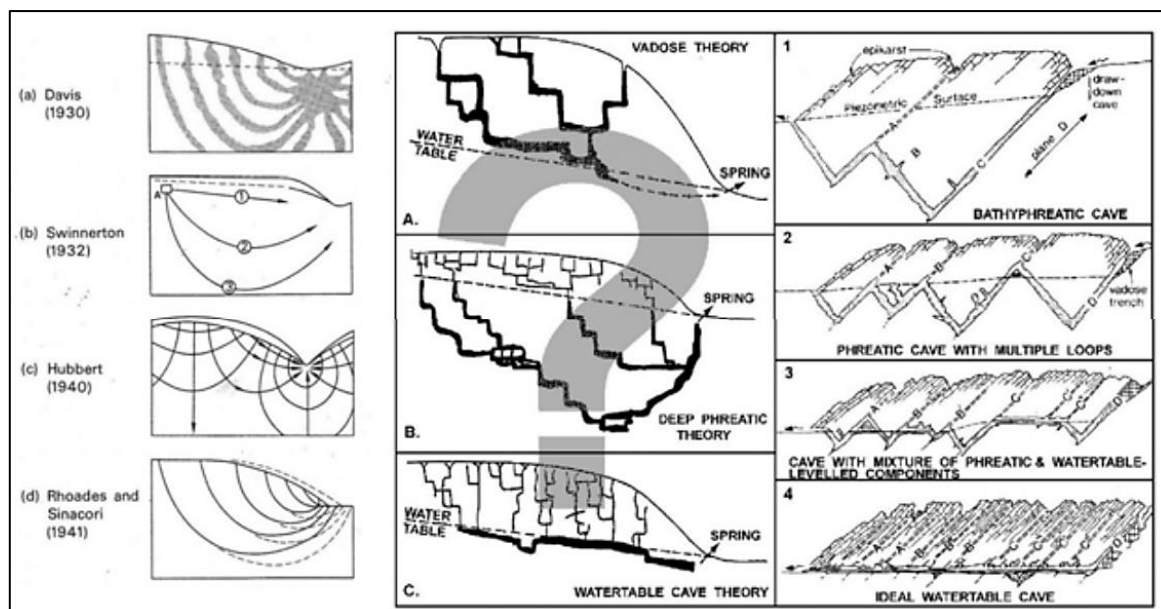 (a) Davis
(1930)
(b) Swinnerton
(1932)
A
1
2
3
(c) Hubbert
(1940)
(d) Rhoades and
Sinacori
(1941)
VADOSE THEORY
WATER
TABLE
SPRING
A.
SPRING
DEEP PHREATIC
THEORY
B.
WATER
TABLE
SPRING
C.
WATERTABLE CAVE THEORY
?
1
epikarst
draw-
down
cave
Piezometric Surface
A
B
C
plane D
BATHYPHREATIC CAVE
2
A
B
C
D
vadose
trench
PHREATIC CAVE WITH MULTIPLE LOOPS
3
A
B
B'
C
C'
D
CAVE WITH MIXTURE OF PHREATIC & WATERTABLE-
LEVELLED COMPONENTS
4
A
A'
B
B'
C
C'
C'
D
IDEAL WATERTABLE CAVE